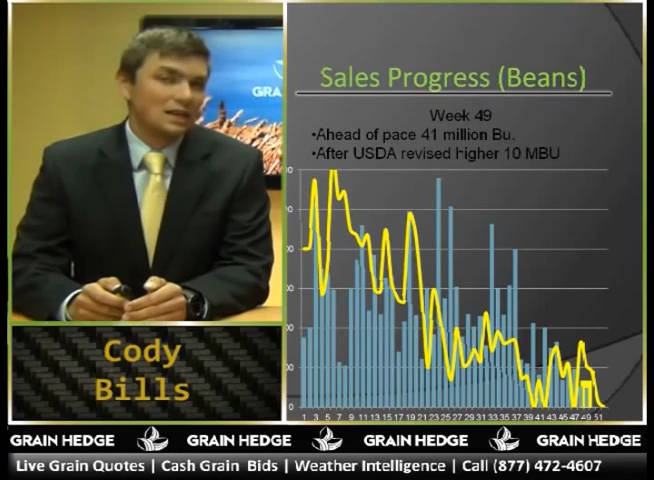 GRA
Sales Progress (Beans)
Week 49
•Ahead of pace 41 million Bu.
•After USDA revised higher 10 MBU
1 3 5 7 9 11 13 15 17 19 21 23 25 27 29 31 33 35 37 39 41 43 45 47 49 51
Cody
Bills
GRAIN HEDGE GRAIN HEDGE GRAIN HEDGE GRAIN HEDGE
Live Grain Quotes | Cash Grain Bids | Weather Intelligence | Call (877) 472-4607